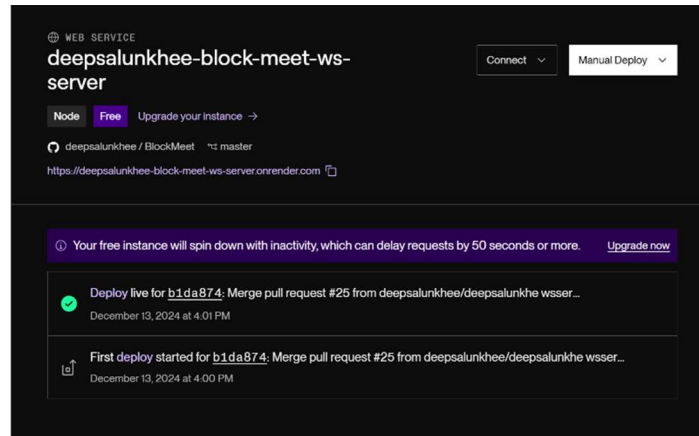 WEB SERVICE
deepsalunkhee-block-meet-ws-
server
Connect
Manual Deploy
Node Free Upgrade your instance →
deepsalunkhee / BlockMeet master
https://deepsalunkhee-block-meet-ws-server.onrender.com
Your free instance will spin down with inactivity, which can delay requests by 50 seconds or more. Upgrade now
Deploy live for b1da874: Merge pull request #25 from deepsalunkhee/deepsalunkhe wsser...
December 13, 2024 at 4:01 PM
First deploy started for b1da874: Merge pull request #25 from deepsalunkhee/deepsalunkhe wsser...
December 13, 2024 at 4:00 PM